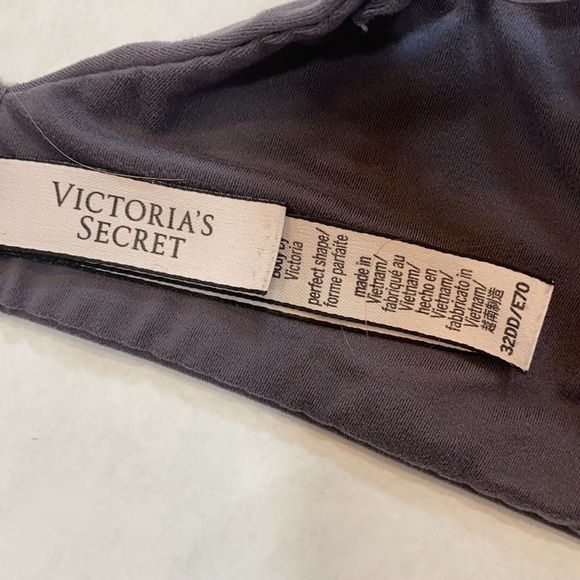 VICTORIA'S
SECRET
body by
Victoria
perfect shape/
forme parfaite
made in
Vietnam/
fabriqué au
Vietnam/
hecho en
Vietnam/
fabbricato in
Vietnam/
越南制造
32DD/E70